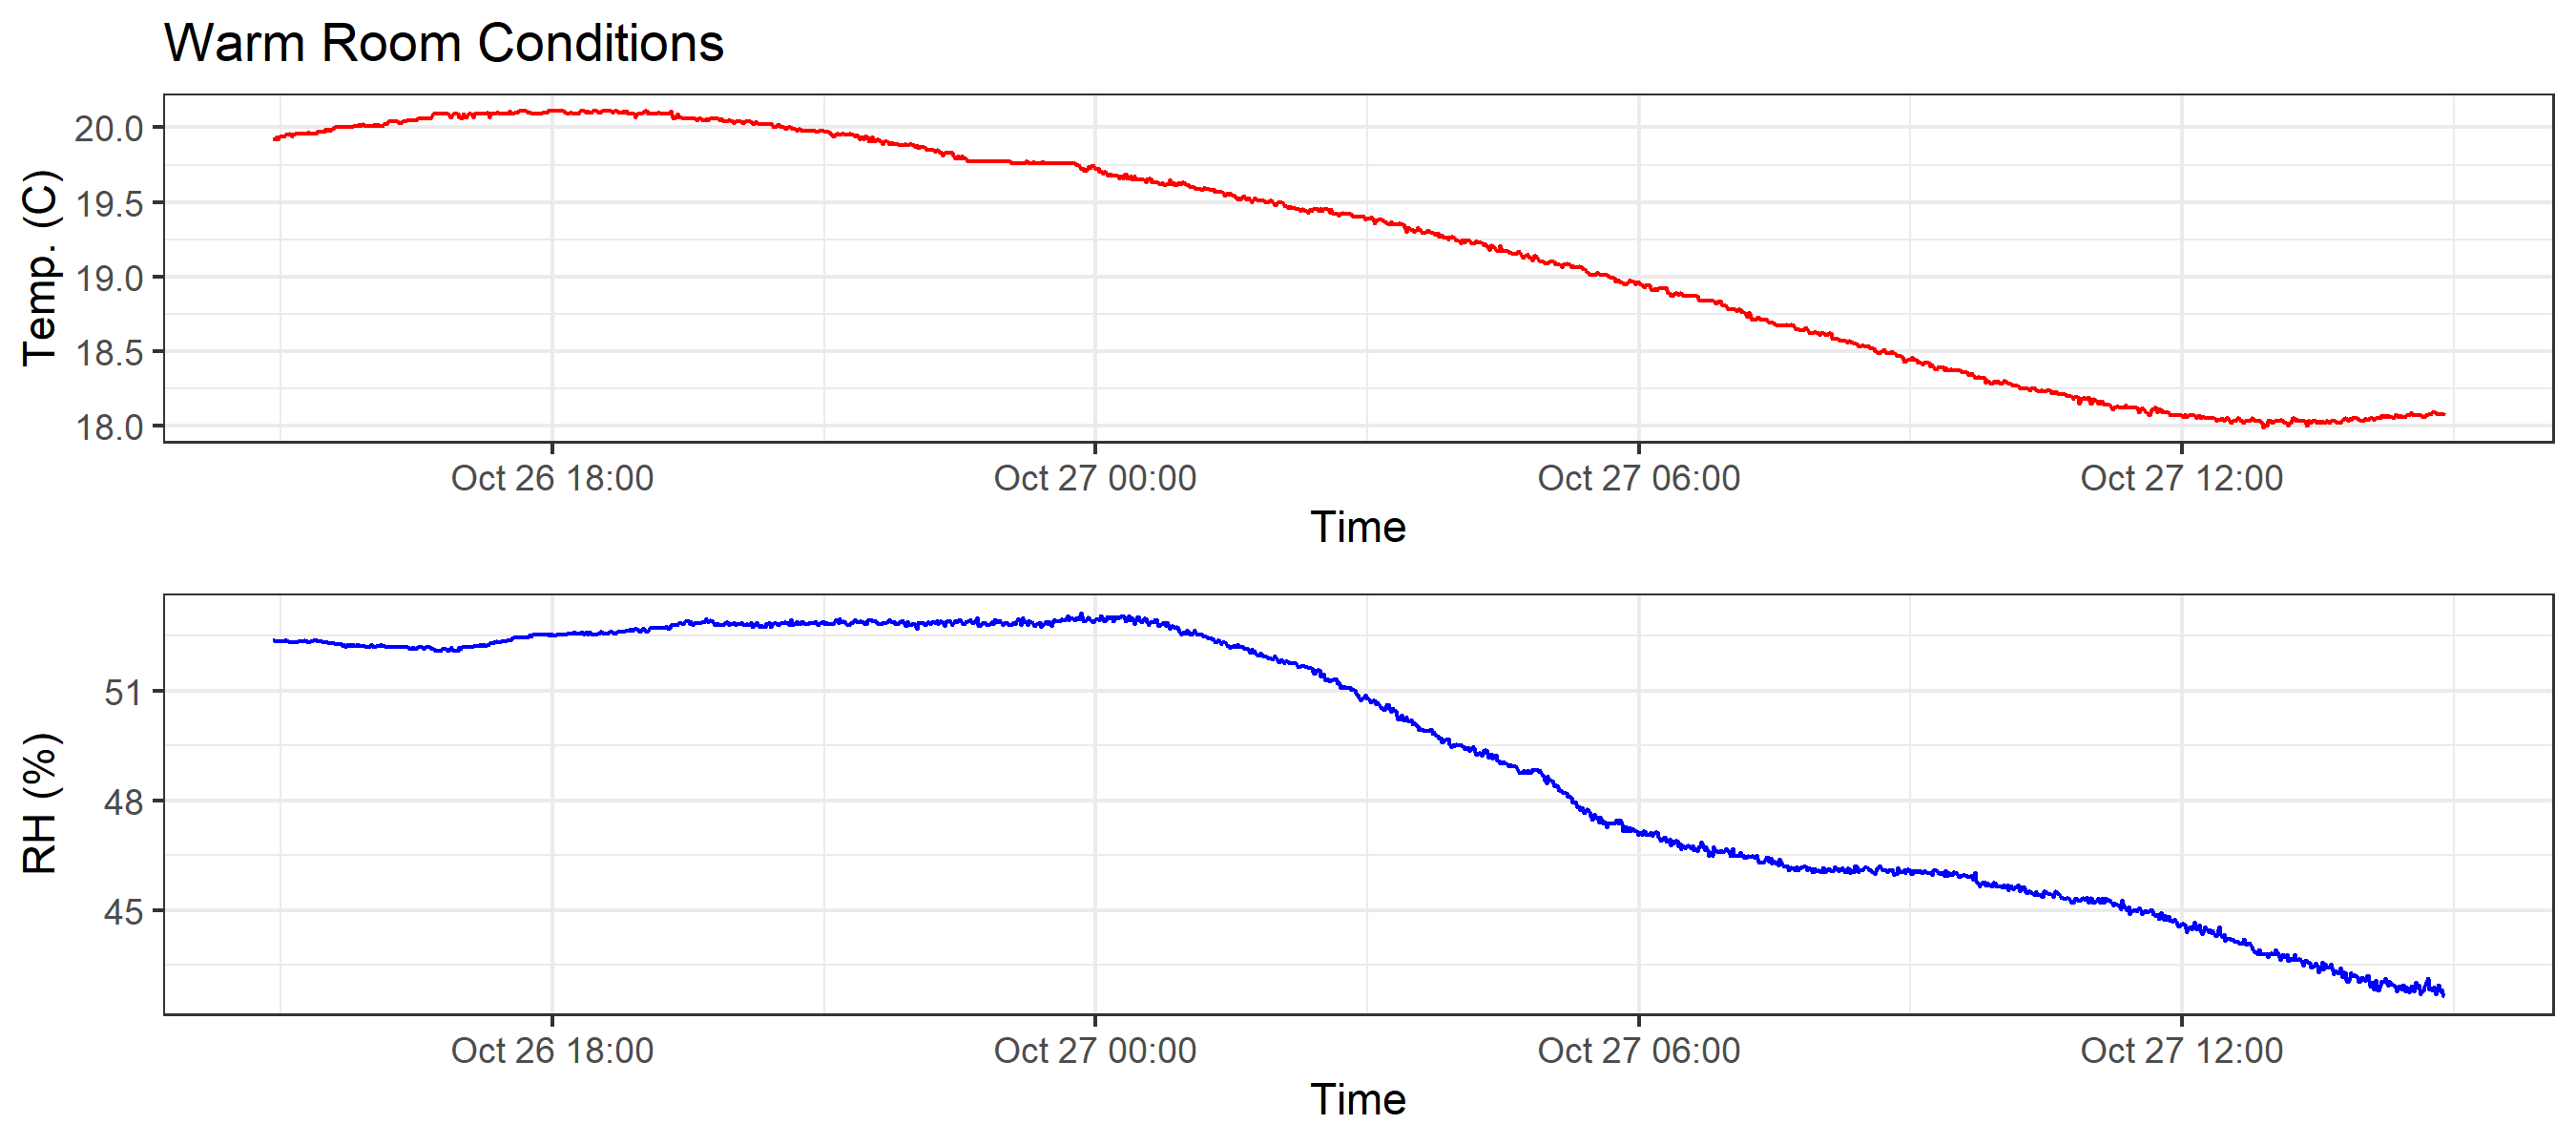 Warm Room Conditions
Temp. (C)
20.0
19.5
19.0
18.5
18.0
Oct 26 18:00 Oct 27 00:00 Oct 27 06:00 Oct 27 12:00
Time
RH (%)
51
48
45
Oct 26 18:00 Oct 27 00:00 Oct 27 06:00 Oct 27 12:00
Time